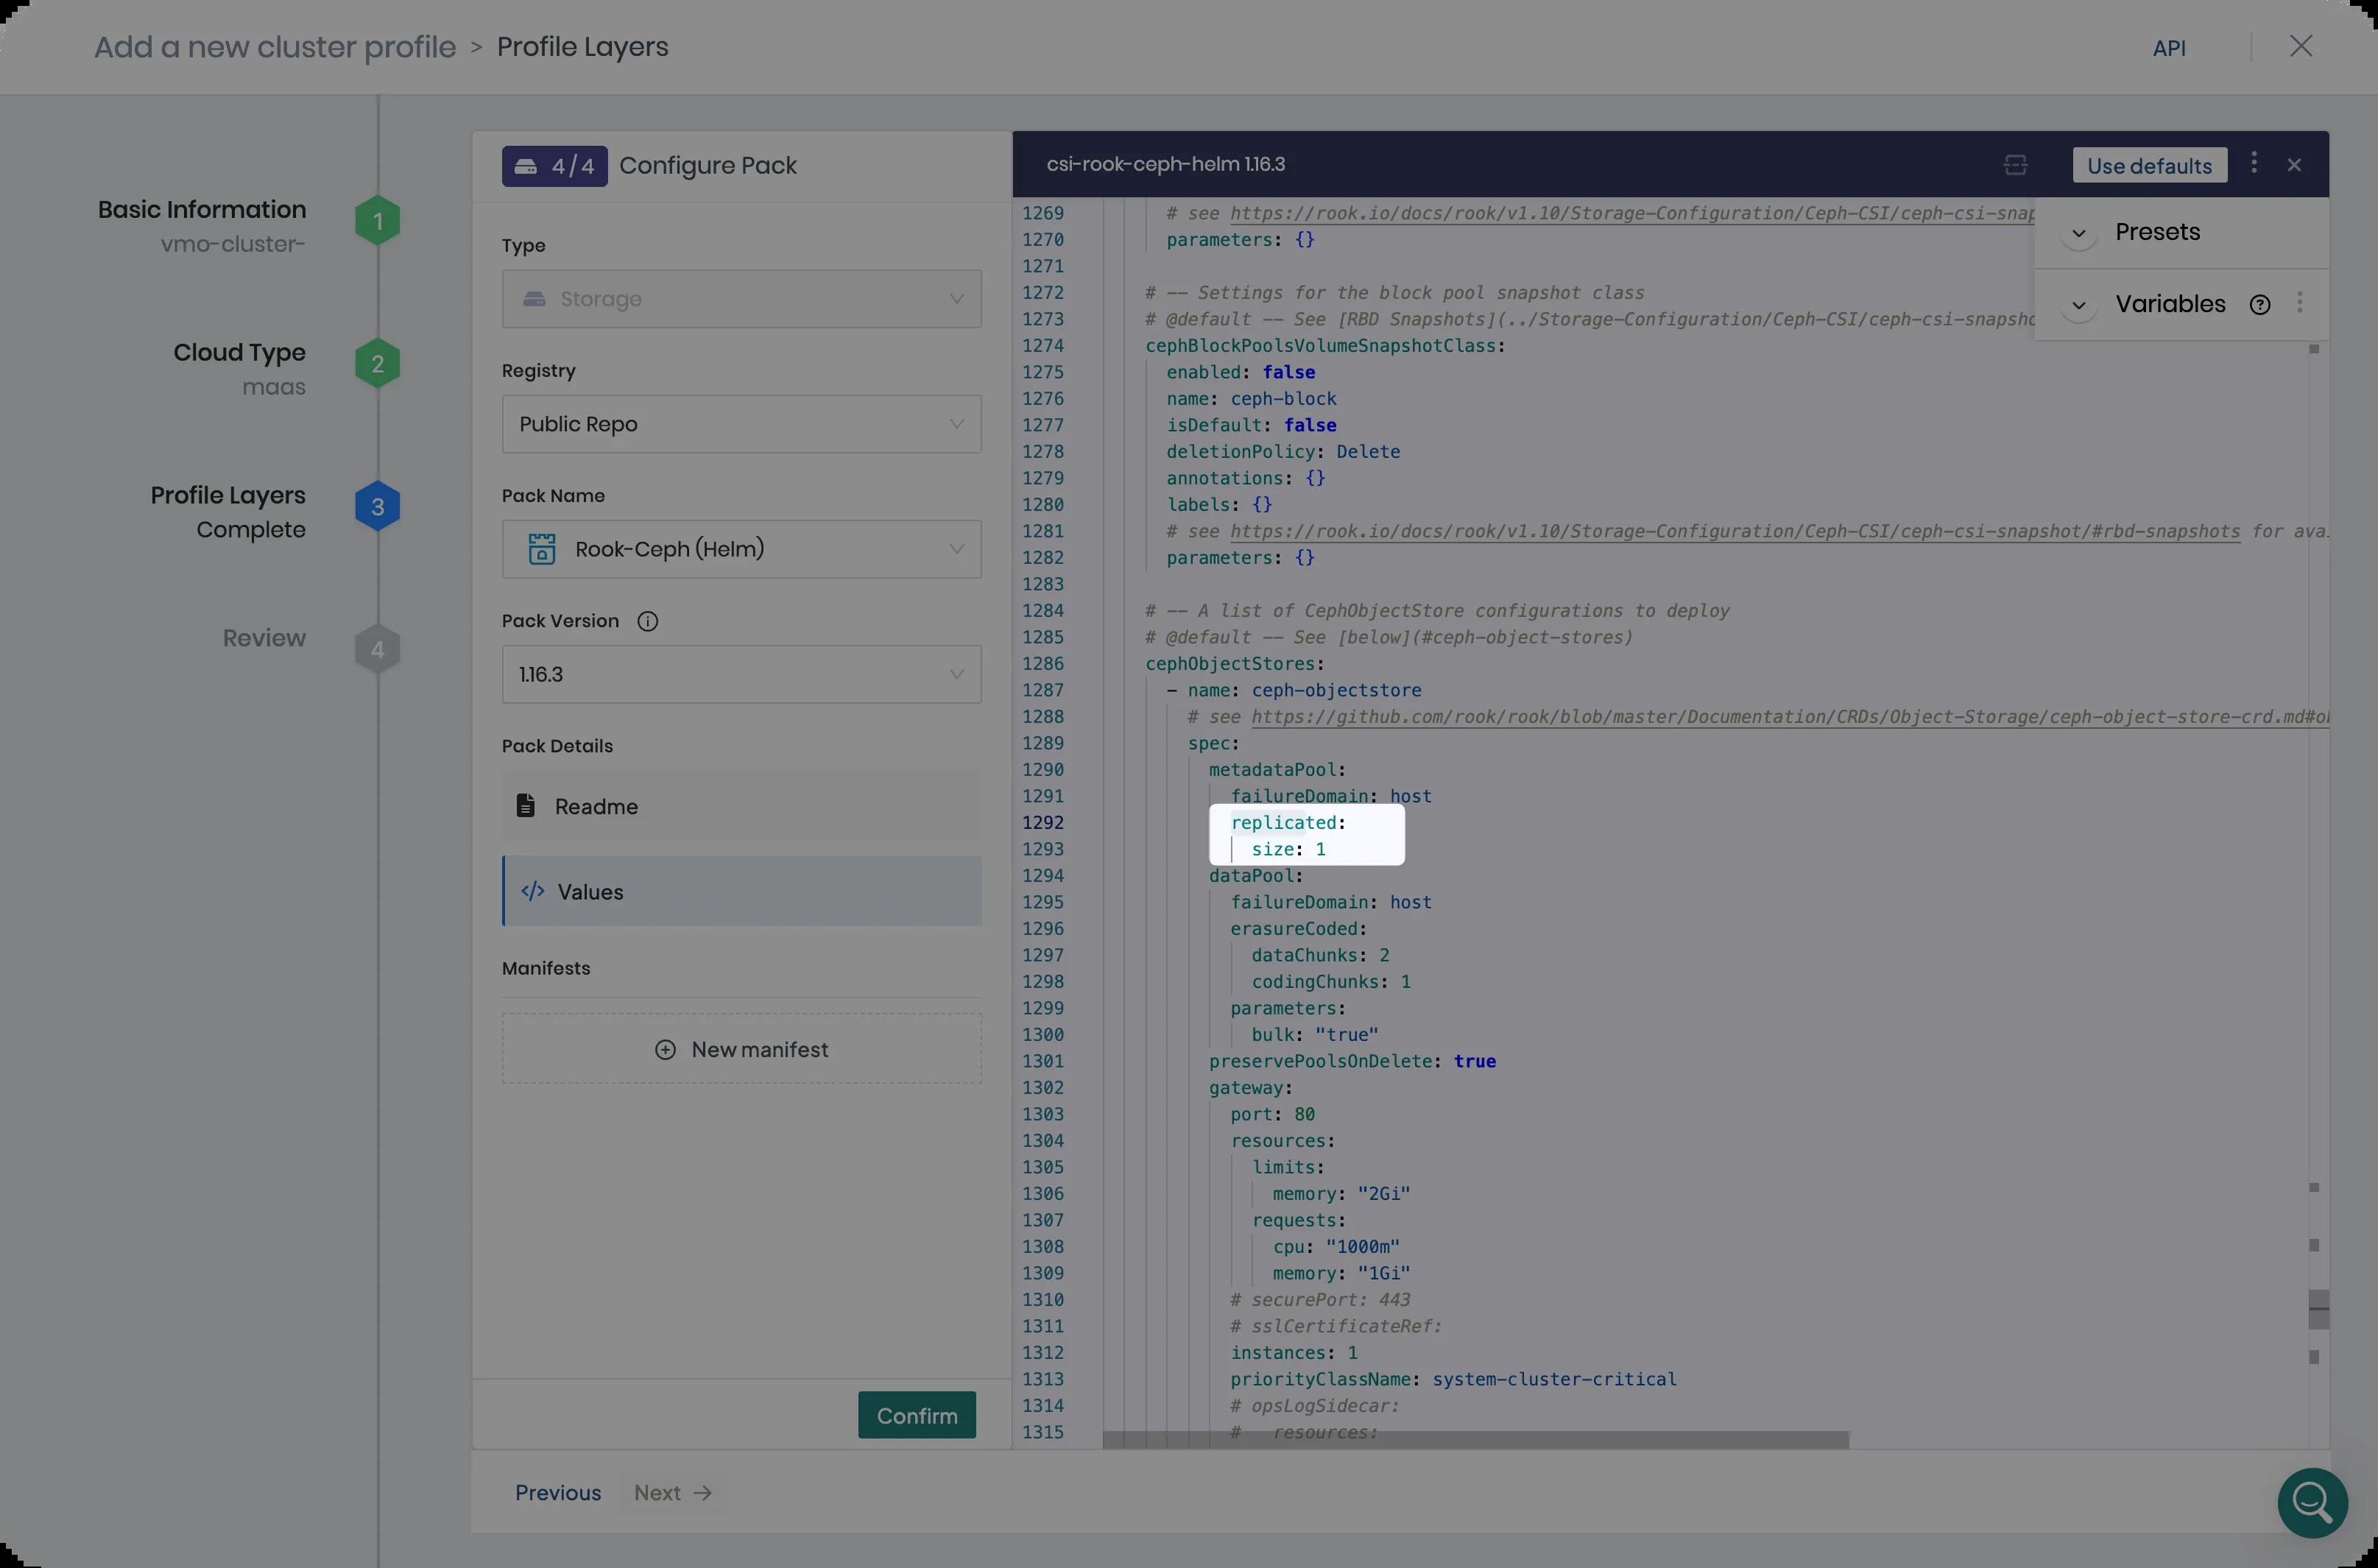 Add a new cluster profile > Profile Layers
API
Basic Information
vmo-cluster-
1
Cloud Type
maas
2
Profile Layers
Complete
3
Review
4
4/4 Configure Pack
Type
Storage
Registry
Public Repo
Pack Name
Rook-Ceph (Helm)
Pack Version
1.16.3
Pack Details
Readme
</> Values
Manifests
New manifest
Confirm
Previous
Next →
csi-rook-ceph-helm 1.16.3
Use defaults
Presets
Variables
1269 # see https://rook.io/docs/rook/v1.10/Storage-Configuration/Ceph-CSI/ceph-csi-snap
1270 parameters: {}
1271
1272 # -- Settings for the block pool snapshot class
1273 # @default -- See [RBD Snapshots](../Storage-Configuration/Ceph-CSI/ceph-csi-snapsho
1274 cephBlockPoolsVolumeSnapshotClass:
1275 enabled: false
1276 name: ceph-block
1277 isDefault: false
1278 deletionPolicy: Delete
1279 annotations: {}
1280 labels: {}
1281 # see https://rook.io/docs/rook/v1.10/Storage-Configuration/Ceph-CSI/ceph-csi-snapshot/#rbd-snapshots for avai
1282 parameters: {}
1283
1284 # -- A list of CephObjectStore configurations to deploy
1285 # @default -- See [below](#ceph-object-stores)
1286 cephObjectStores:
1287 - name: ceph-objectstore
1288 # see https://github.com/rook/rook/blob/master/Documentation/CRDs/Object-Storage/ceph-object-store-crd.md#ob
1289 spec:
1290 metadataPool:
1291 failureDomain: host
1292 replicated:
1293 size: 1
1294 dataPool:
1295 failureDomain: host
1296 erasureCoded:
1297 dataChunks: 2
1298 codingChunks: 1
1299 parameters:
1300 bulk: "true"
1301 preservePoolsOnDelete: true
1302 gateway:
1303 port: 80
1304 resources:
1305 limits:
1306 memory: "2Gi"
1307 requests:
1308 cpu: "1000m"
1309 memory: "1Gi"
1310 # securePort: 443
1311 # sslCertificateRef:
1312 instances: 1
1313 priorityClassName: system-cluster-critical
1314 # opsLogSidecar:
1315 # resources: